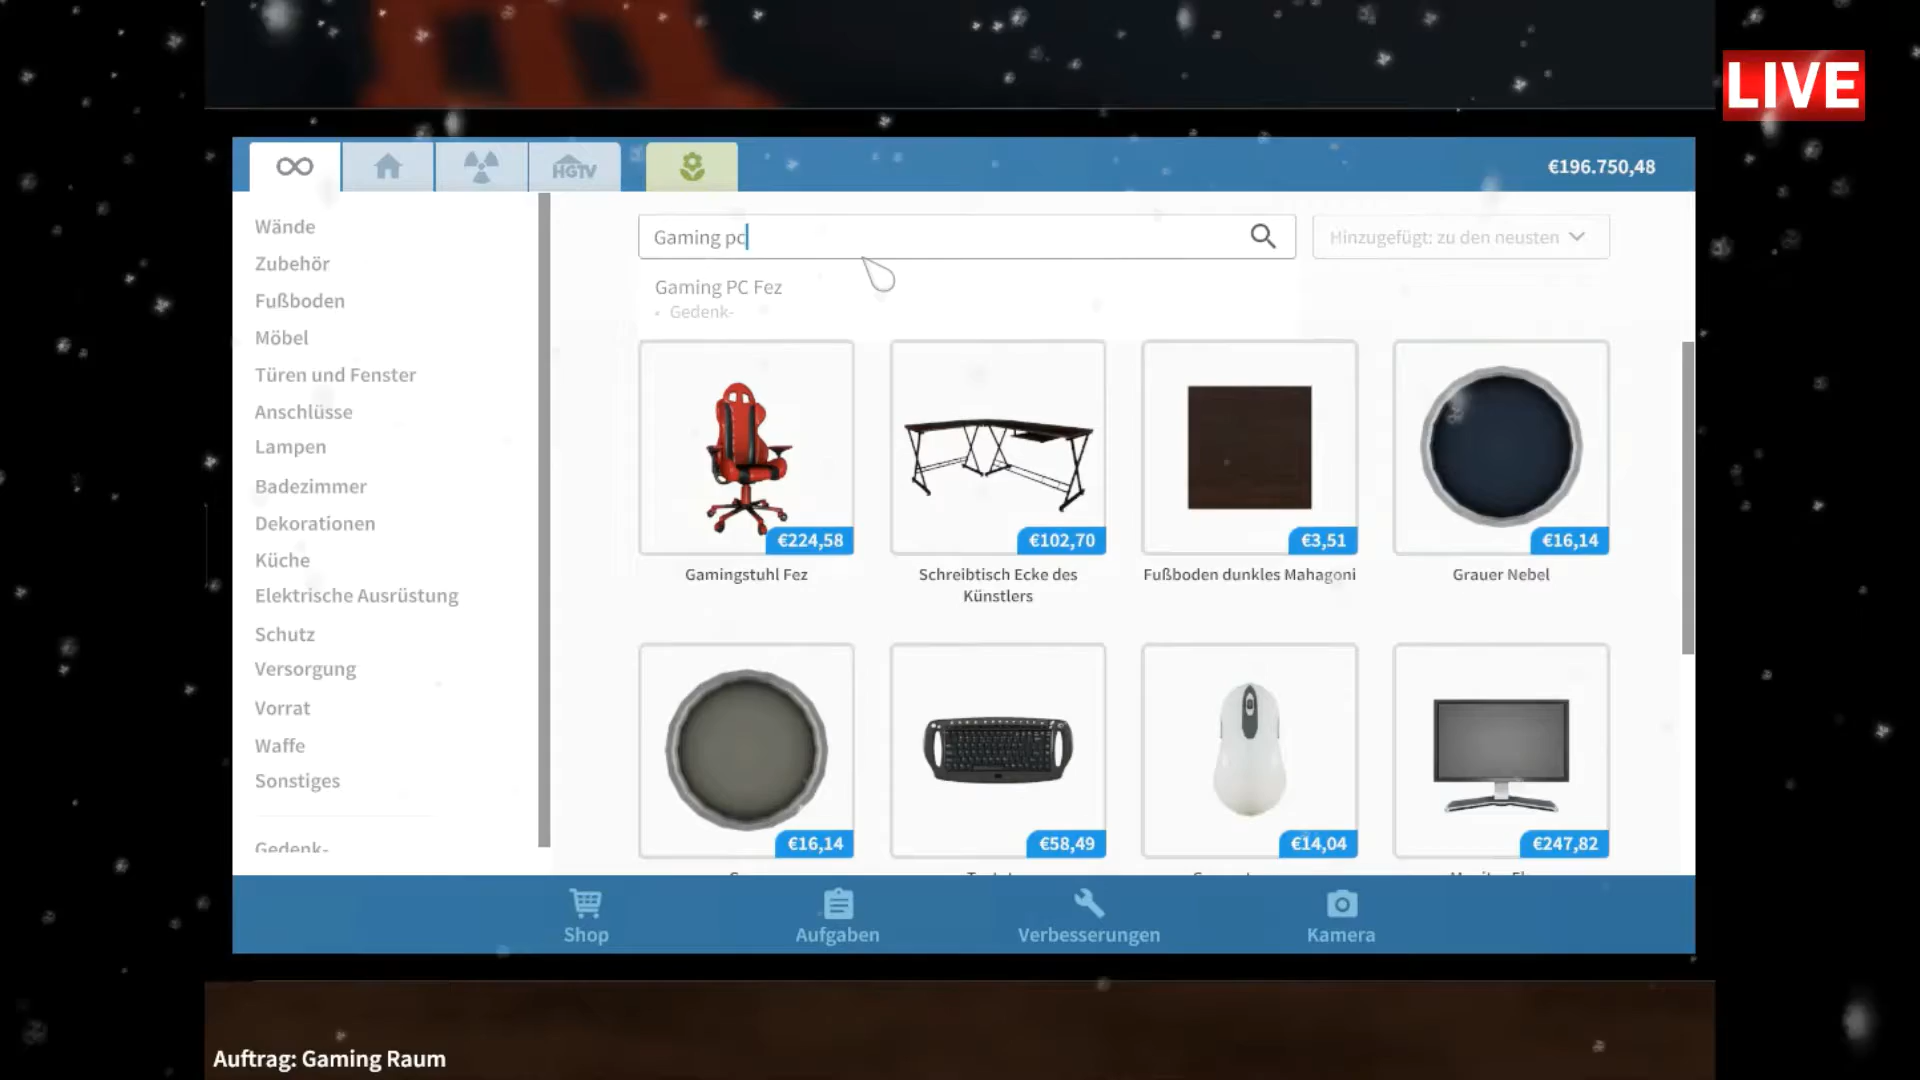 LIVE
HGTV
€196.750,48
Wände
Zubehör
Fußboden
Möbel
Türen und Fenster
Anschlüsse
Lampen
Badezimmer
Dekorationen
Küche
Elektrische Ausrüstung
Schutz
Versorgung
Vorrat
Waffe
Sonstiges
Gedenk-
Gaming pc
Hinzugefügt: zu den neusten
Gaming PC Fez
• Gedenk-
€224,58
€102,70
€3,51
€16,14
Gamingstuhl Fez
Schreibtisch Ecke des
Künstlers
Fußboden dunkles Mahagoni
Grauer Nebel
€16,14
€58,49
€14,04
€247,82
Shop
Aufgaben
Verbesserungen
Kamera
Auftrag: Gaming Raum